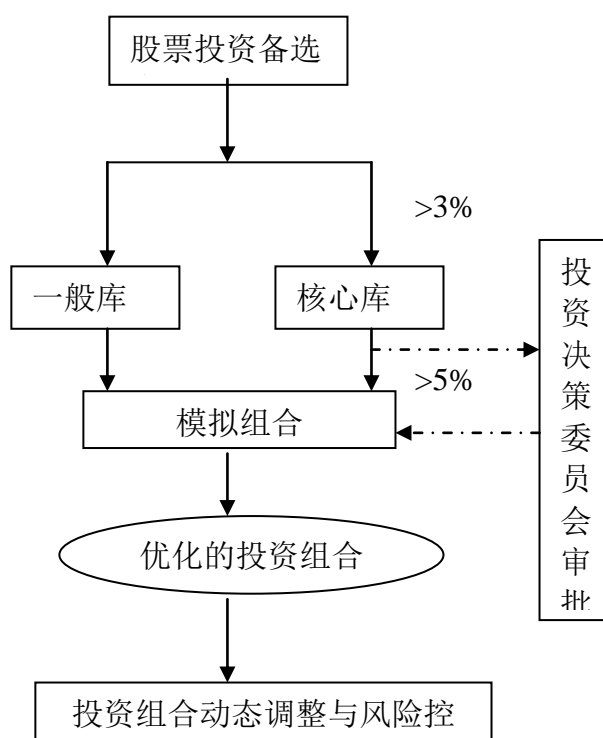 股票投资备选
>3%
一般库
核心库
投资决策委员会审批
>5%
模拟组合
优化的投资组合
投资组合动态调整与风险控